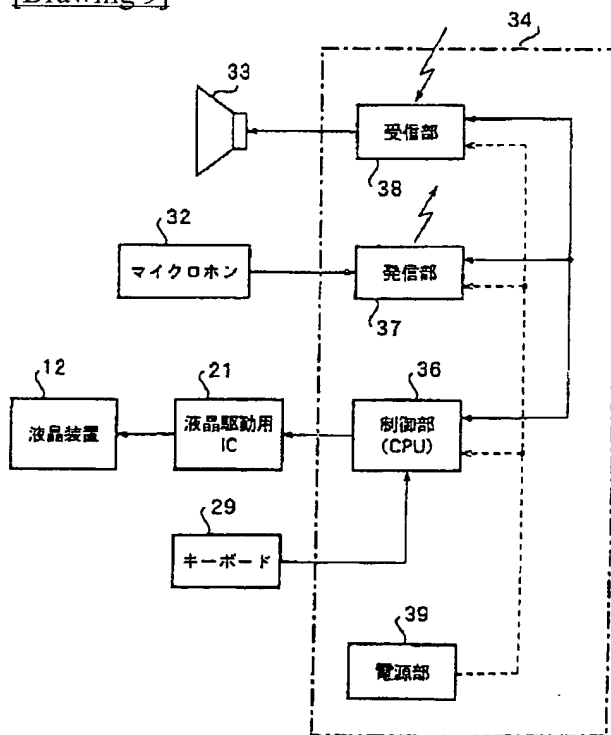 [Drawing 9]
34
33
受信部
38
32
マイクロホン
発信部
37
12
21
36
液晶装置
液晶駆動用
IC
制御部
(CPU)
29
キーボード
39
電源部